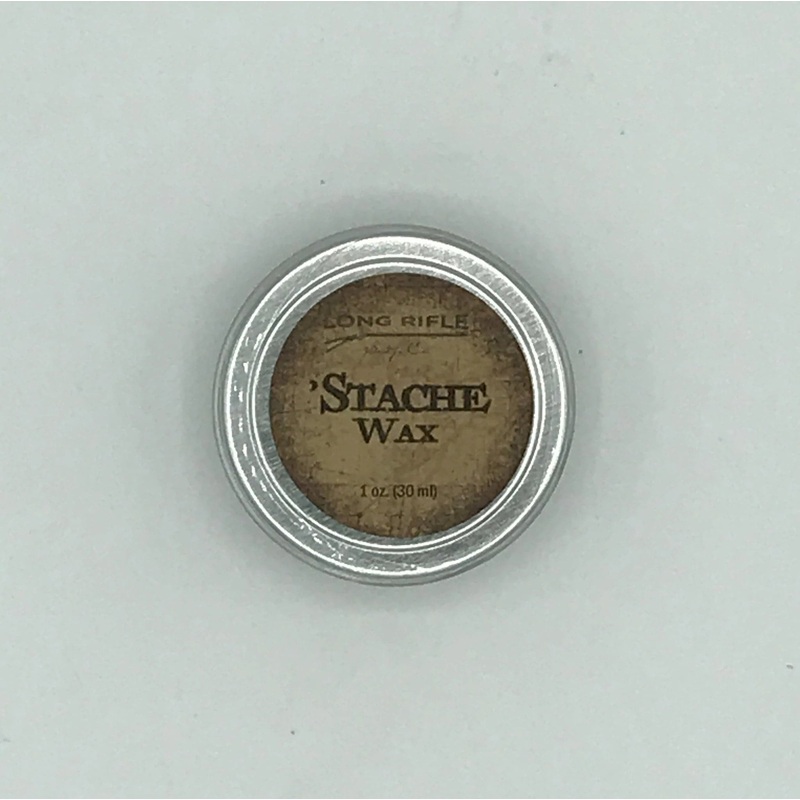 LONG RIFLE
'STACHE
WAX
1 oz. (30 ml)